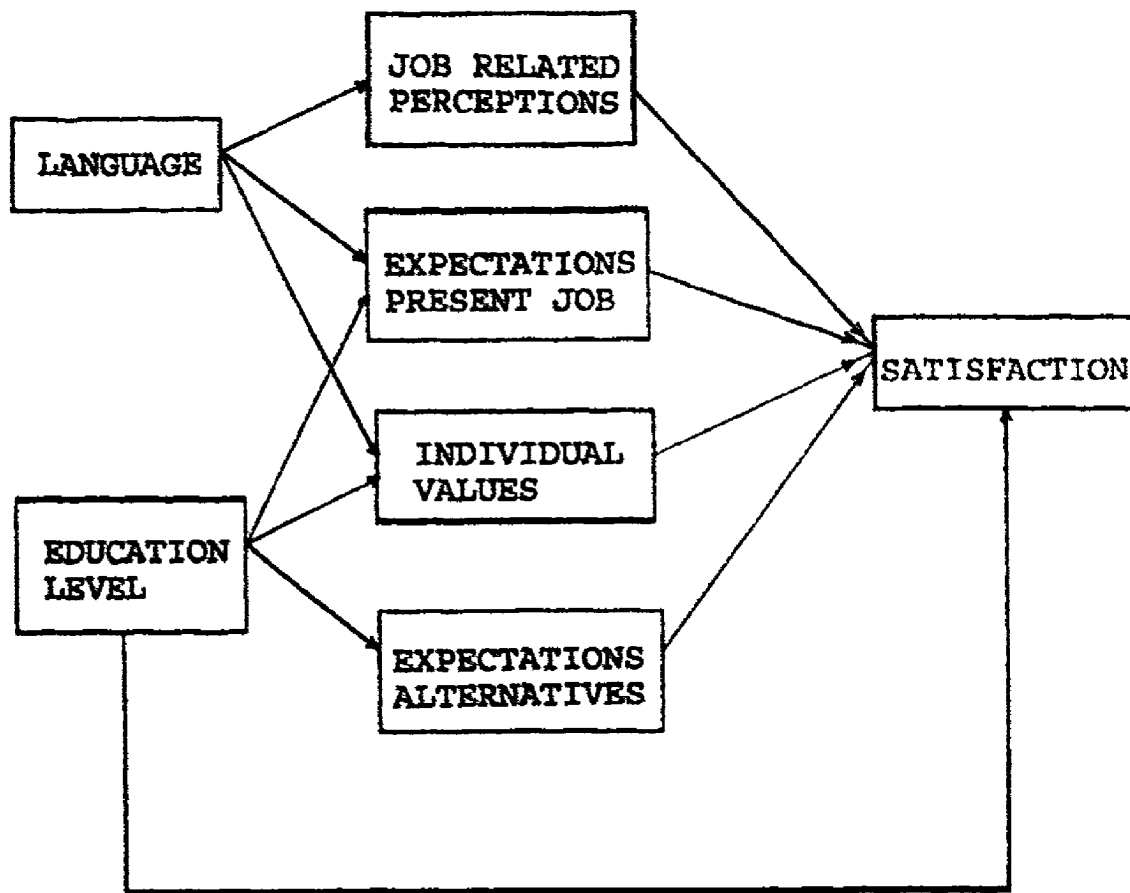 JOB RELATED
PERCEPTIONS
LANGUAGE
EXPECTATIONS
PRESENT JOB
SATISFACTION
INDIVIDUAL
VALUES
EDUCATION
LEVEL
EXPECTATIONS
ALTERNATIVES